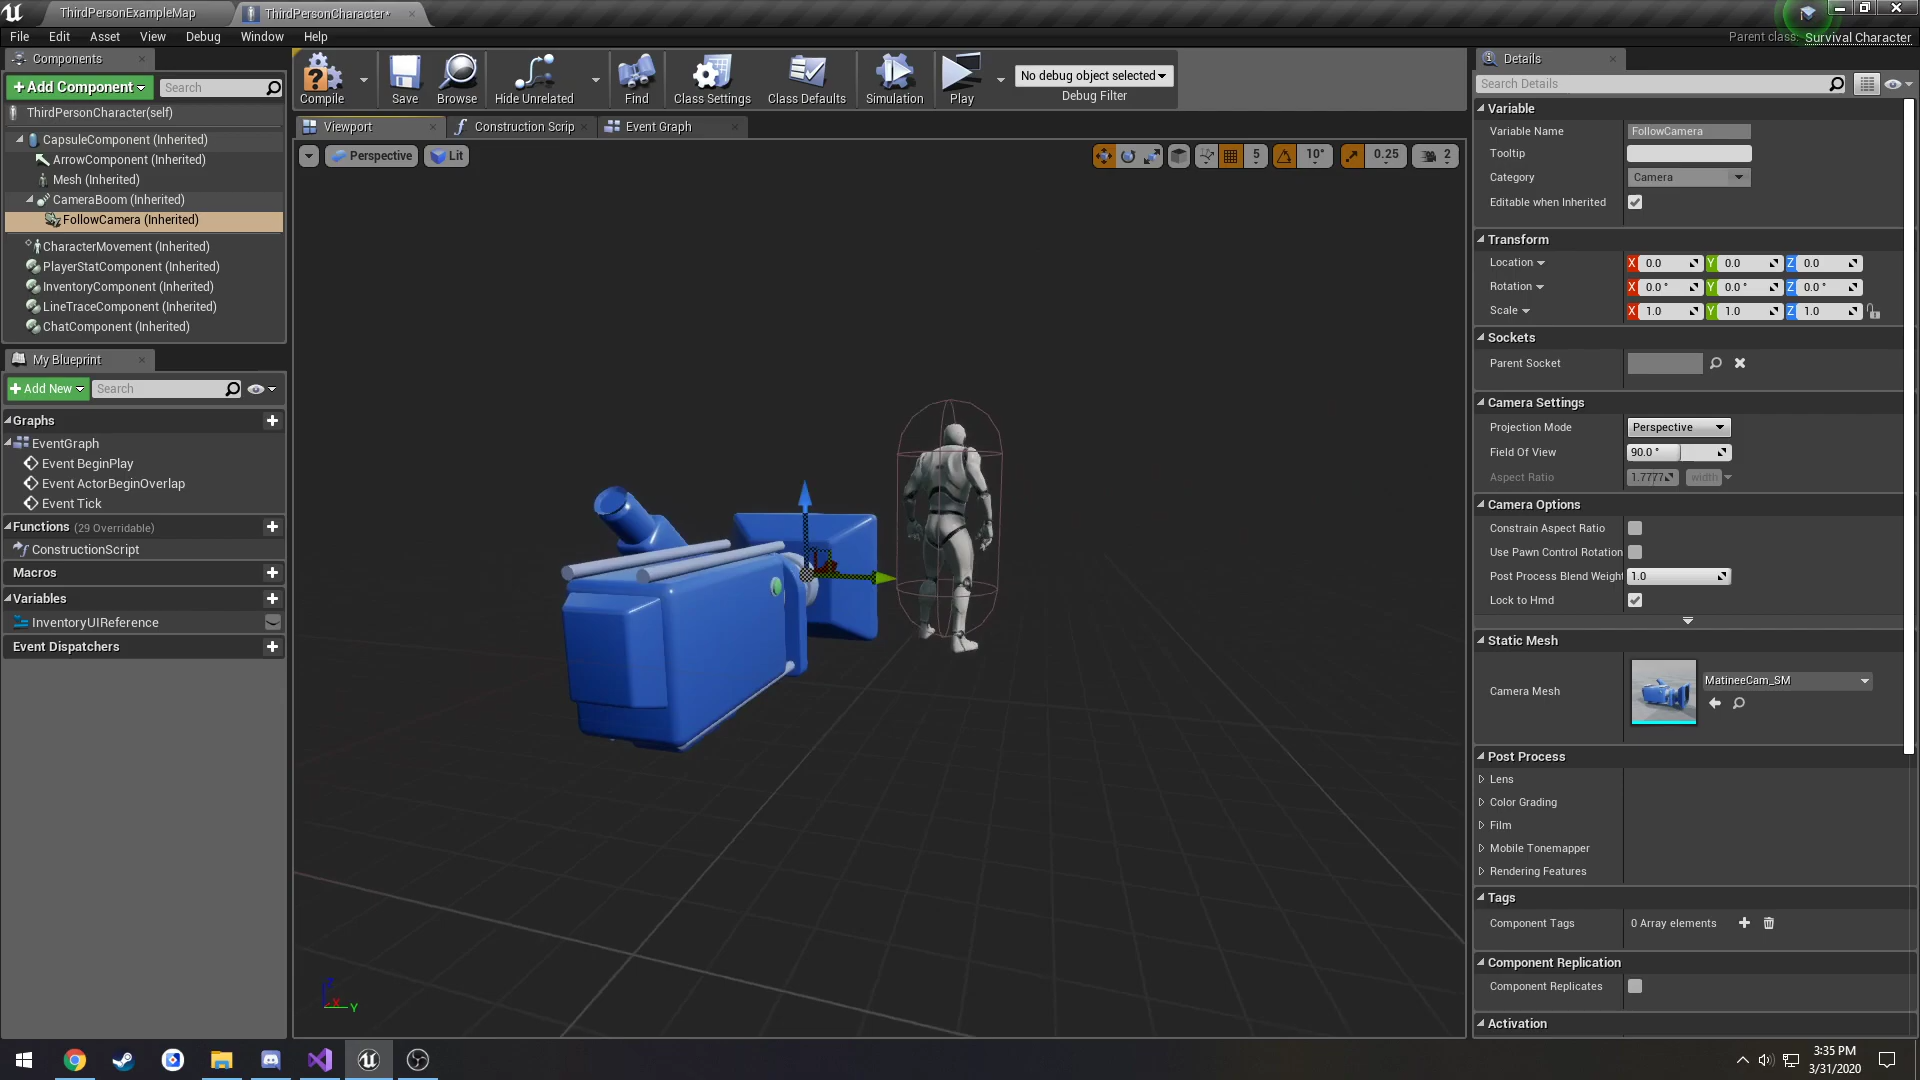 ThirdPersonExampleMap
ThirdPersonCharacter*
File Edit Asset View Debug Window Help
Parent class: Survival Character
Components
+Add Component
Search
ThirdPersonCharacter(self)
CapsuleComponent (Inherited)
ArrowComponent (Inherited)
Mesh (Inherited)
CameraBoom (Inherited)
FollowCamera (Inherited)
CharacterMovement (Inherited)
PlayerStatComponent (Inherited)
InventoryComponent (Inherited)
LineTraceComponent (Inherited)
ChatComponent (Inherited)
My Blueprint
+Add New
Search
Graphs
EventGraph
Event BeginPlay
Event ActorBeginOverlap
Event Tick
Functions (29 Overridable)
ConstructionScript
Macros
Variables
InventoryUIReference
Event Dispatchers
Compile
Save
Browse
Hide Unrelated
Find
Class Settings
Class Defaults
Simulation
Play
No debug object selected
Debug Filter
Viewport
Construction Scrip
Event Graph
Perspective
Lit
5
10°
0.25
2
Z
X
Y
Details
Search Details
Variable
Variable Name FollowCamera
Tooltip
Category Camera
Editable when Inherited
Transform
Location X 0.0 Y 0.0 Z 0.0
Rotation X 0.0 ° Y 0.0 ° Z 0.0 °
Scale X 1.0 Y 1.0 Z 1.0
Sockets
Parent Socket
Camera Settings
Projection Mode Perspective
Field Of View 90.0 °
Aspect Ratio 1.7777 width
Camera Options
Constrain Aspect Ratio
Use Pawn Control Rotation
Post Process Blend Weight 1.0
Lock to Hmd
Static Mesh
Camera Mesh MatineeCam_SM
Post Process
Lens
Color Grading
Film
Mobile Tonemapper
Rendering Features
Tags
Component Tags 0 Array elements
Component Replication
Component Replicates
Activation
3:35 PM
3/31/2020